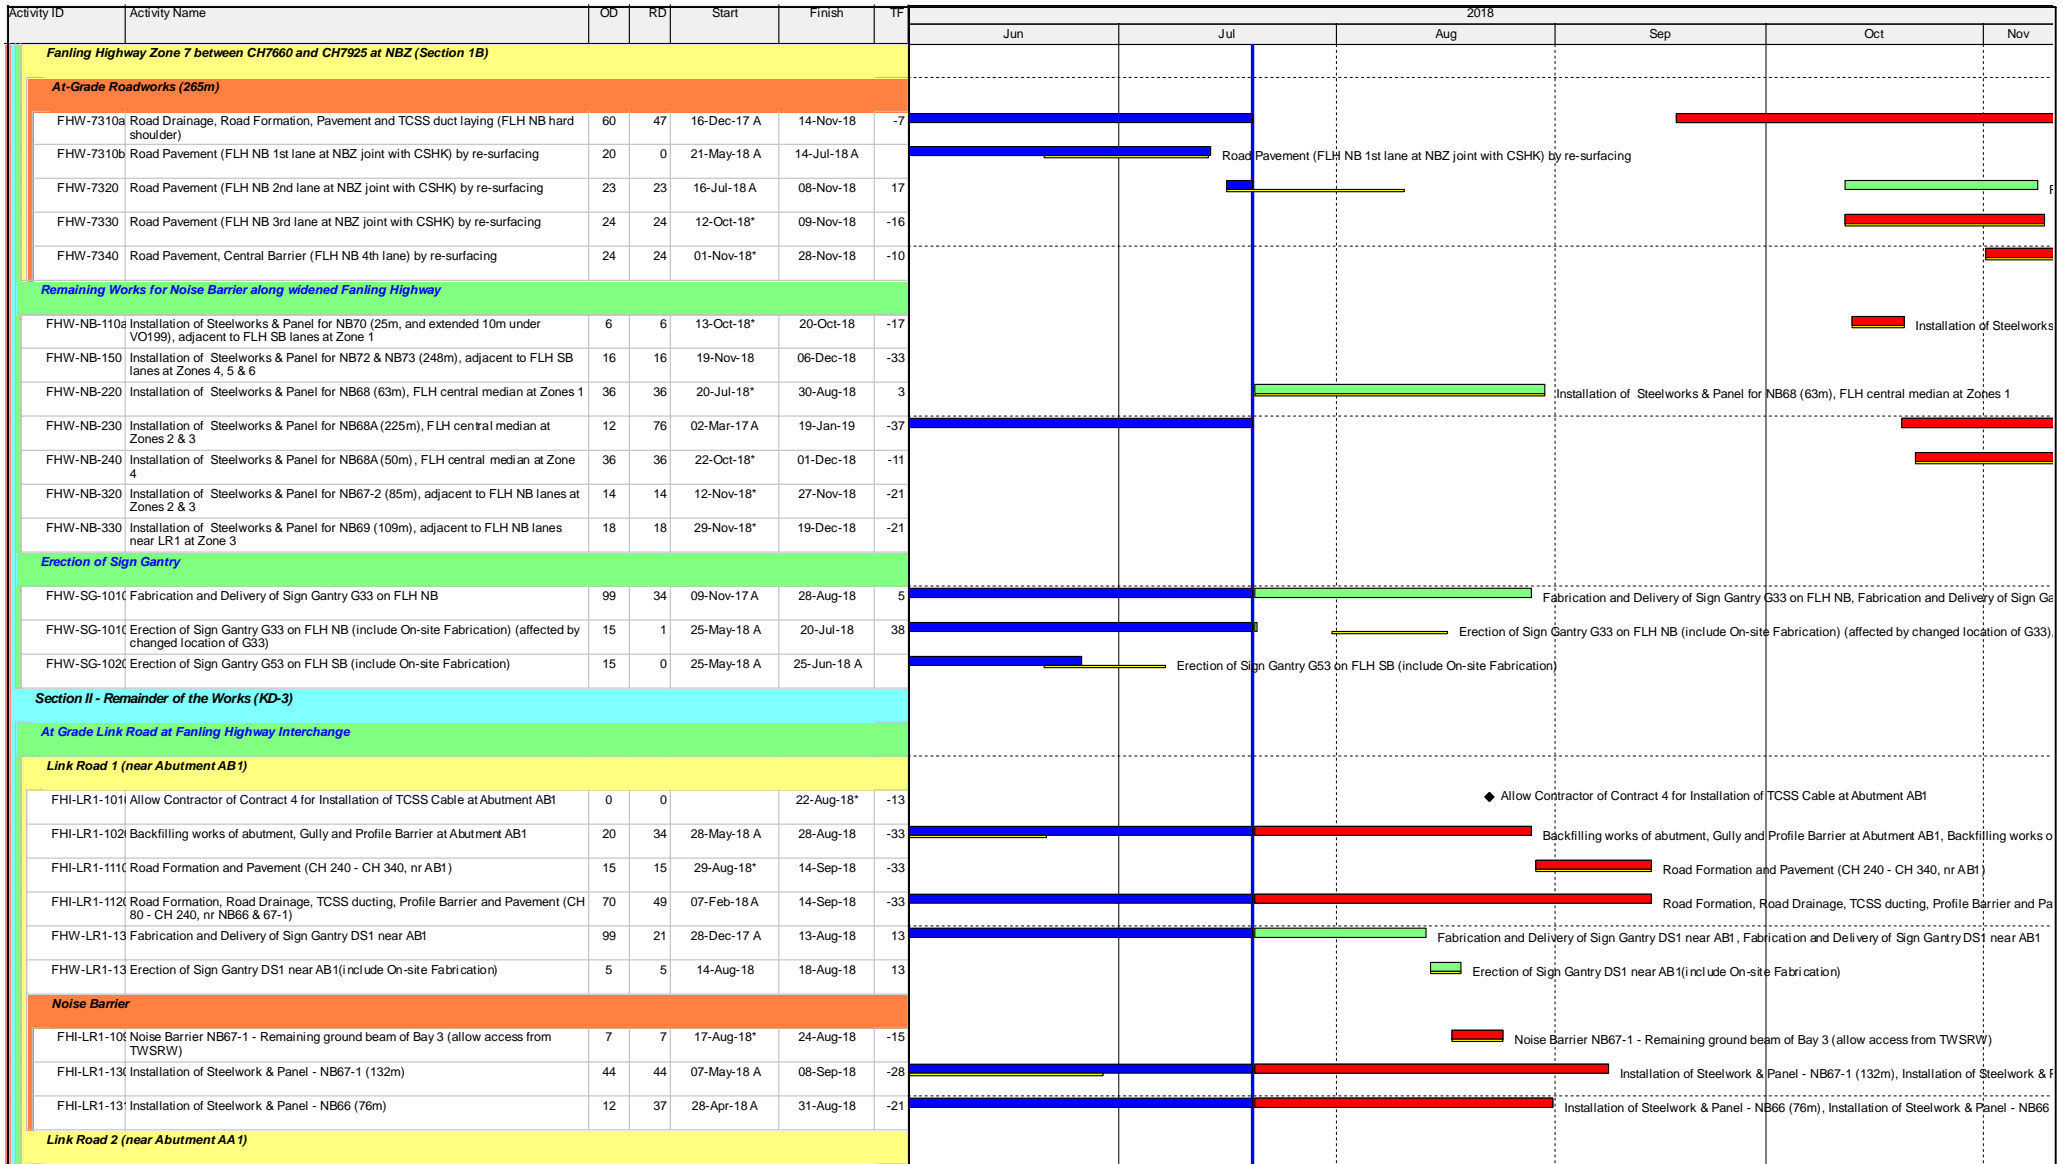 Activity ID Activity Name OD RD Start Finish TF 2018
Jun Jul Aug Sep Oct Nov
Fanling Highway Zone 7 between CH7660 and CH7925 at NBZ (Section 1B)
At-Grade Roadworks (265m)
FHW-7310a Road Drainage, Road Formation, Pavement and TCSS duct laying (FLH NB hard 60 47 16-Dec-17 A 14-Nov-18 -7
shoulder)
FHW-7310b Road Pavement (FLH NB 1st lane at NBZ joint with CSHK) by re-surfacing 20 0 21-May-18 A 14-Jul-18 A Road Pavement (FLH NB 1st lane at NBZ joint with CSHK) by re-surfacing
FHW-7320 Road Pavement (FLH NB 2nd lane at NBZ joint with CSHK) by re-surfacing 23 23 16-Jul-18 A 08-Nov-18 17
FHW-7330 Road Pavement (FLH NB 3rd lane at NBZ joint with CSHK) by re-surfacing 24 24 12-Oct-18* 09-Nov-18 -16
FHW-7340 Road Pavement, Central Barrier (FLH NB 4th lane) by re-surfacing 24 24 01-Nov-18* 28-Nov-18 -10
Remaining Works for Noise Barrier along widened Fanling Highway
FHW-NB-110a Installation of Steelworks & Panel for NB70 (25m, and extended 10m under 6 6 13-Oct-18* 20-Oct-18 -17 Installation of Steelworks
VO199), adjacent to FLH SB lanes at Zone 1
FHW-NB-150 Installation of Steelworks & Panel for NB72 & NB73 (248m), adjacent to FLH SB 16 16 19-Nov-18 06-Dec-18 -33
lanes at Zones 4, 5 & 6
FHW-NB-220 Installation of Steelworks & Panel for NB68 (63m), FLH central median at Zones 1 36 36 20-Jul-18* 30-Aug-18 3 Installation of Steelworks & Panel for NB68 (63m), FLH central median at Zones 1
FHW-NB-230 Installation of Steelworks & Panel for NB68A (225m), FLH central median at 12 76 02-Mar-17 A 19-Jan-19 -37
Zones 2 & 3
FHW-NB-240 Installation of Steelworks & Panel for NB68A (50m), FLH central median at Zone 36 36 22-Oct-18* 01-Dec-18 -11
4
FHW-NB-320 Installation of Steelworks & Panel for NB67-2 (85m), adjacent to FLH NB lanes at 14 14 12-Nov-18* 27-Nov-18 -21
Zones 2 & 3
FHW-NB-330 Installation of Steelworks & Panel for NB69 (109m), adjacent to FLH NB lanes 18 18 29-Nov-18* 19-Dec-18 -21
near LR1 at Zone 3
Erection of Sign Gantry
FHW-SG-1010 Fabrication and Delivery of Sign Gantry G33 on FLH NB 99 34 09-Nov-17 A 28-Aug-18 5 Fabrication and Delivery of Sign Gantry G33 on FLH NB, Fabrication and Delivery of Sign Ga
FHW-SG-1010 Erection of Sign Gantry G33 on FLH NB (include On-site Fabrication) (affected by 15 1 25-May-18 A 20-Jul-18 38 Erection of Sign Gantry G33 on FLH NB (include On-site Fabrication) (affected by changed location of G33),
changed location of G33)
FHW-SG-1020 Erection of Sign Gantry G53 on FLH SB (include On-site Fabrication) 15 0 25-May-18 A 25-Jun-18 A Erection of Sign Gantry G53 on FLH SB (include On-site Fabrication)
Section II - Remainder of the Works (KD-3)
At Grade Link Road at Fanling Highway Interchange
Link Road 1 (near Abutment AB1)
FHI-LR1-101 Allow Contractor of Contract 4 for Installation of TCSS Cable at Abutment AB1 0 0 22-Aug-18* -13 Allow Contractor of Contract 4 for Installation of TCSS Cable at Abutment AB1
FHI-LR1-102 Backfilling works of abutment, Gully and Profile Barrier at Abutment AB1 20 34 28-May-18 A 28-Aug-18 -33 Backfilling works of abutment, Gully and Profile Barrier at Abutment AB1, Backfilling works o
FHI-LR1-1110 Road Formation and Pavement (CH 240 - CH 340, nr AB1) 15 15 29-Aug-18* 14-Sep-18 -33 Road Formation and Pavement (CH 240 - CH 340, nr AB1)
FHI-LR1-1120 Road Formation, Road Drainage, TCSS ducting, Profile Barrier and Pavement (CH 70 49 07-Feb-18 A 14-Sep-18 -33 Road Formation, Road Drainage, TCSS ducting, Profile Barrier and Pa
80 - CH 240, nr NB66 & 67-1)
FHW-LR1-13 Fabrication and Delivery of Sign Gantry DS1 near AB1 99 21 28-Dec-17 A 13-Aug-18 13 Fabrication and Delivery of Sign Gantry DS1 near AB1, Fabrication and Delivery of Sign Gantry DS1 near AB1
FHW-LR1-13 Erection of Sign Gantry DS1 near AB1(include On-site Fabrication) 5 5 14-Aug-18 18-Aug-18 13 Erection of Sign Gantry DS1 near AB1(include On-site Fabrication)
Noise Barrier
FHI-LR1-109 Noise Barrier NB67-1 - Remaining ground beam of Bay 3 (allow access from 7 7 17-Aug-18* 24-Aug-18 -15 Noise Barrier NB67-1 - Remaining ground beam of Bay 3 (allow access from TWSRW)
TWSRW)
FHI-LR1-130 Installation of Steelwork & Panel - NB67-1 (132m) 44 44 07-May-18 A 08-Sep-18 -28 Installation of Steelwork & Panel - NB67-1 (132m), Installation of Steelwork &
FHI-LR1-131 Installation of Steelwork & Panel - NB66 (76m) 12 37 28-Apr-18 A 31-Aug-18 -21 Installation of Steelwork & Panel - NB66 (76m), Installation of Steelwork & Panel - NB66
Link Road 2 (near Abutment AA1)